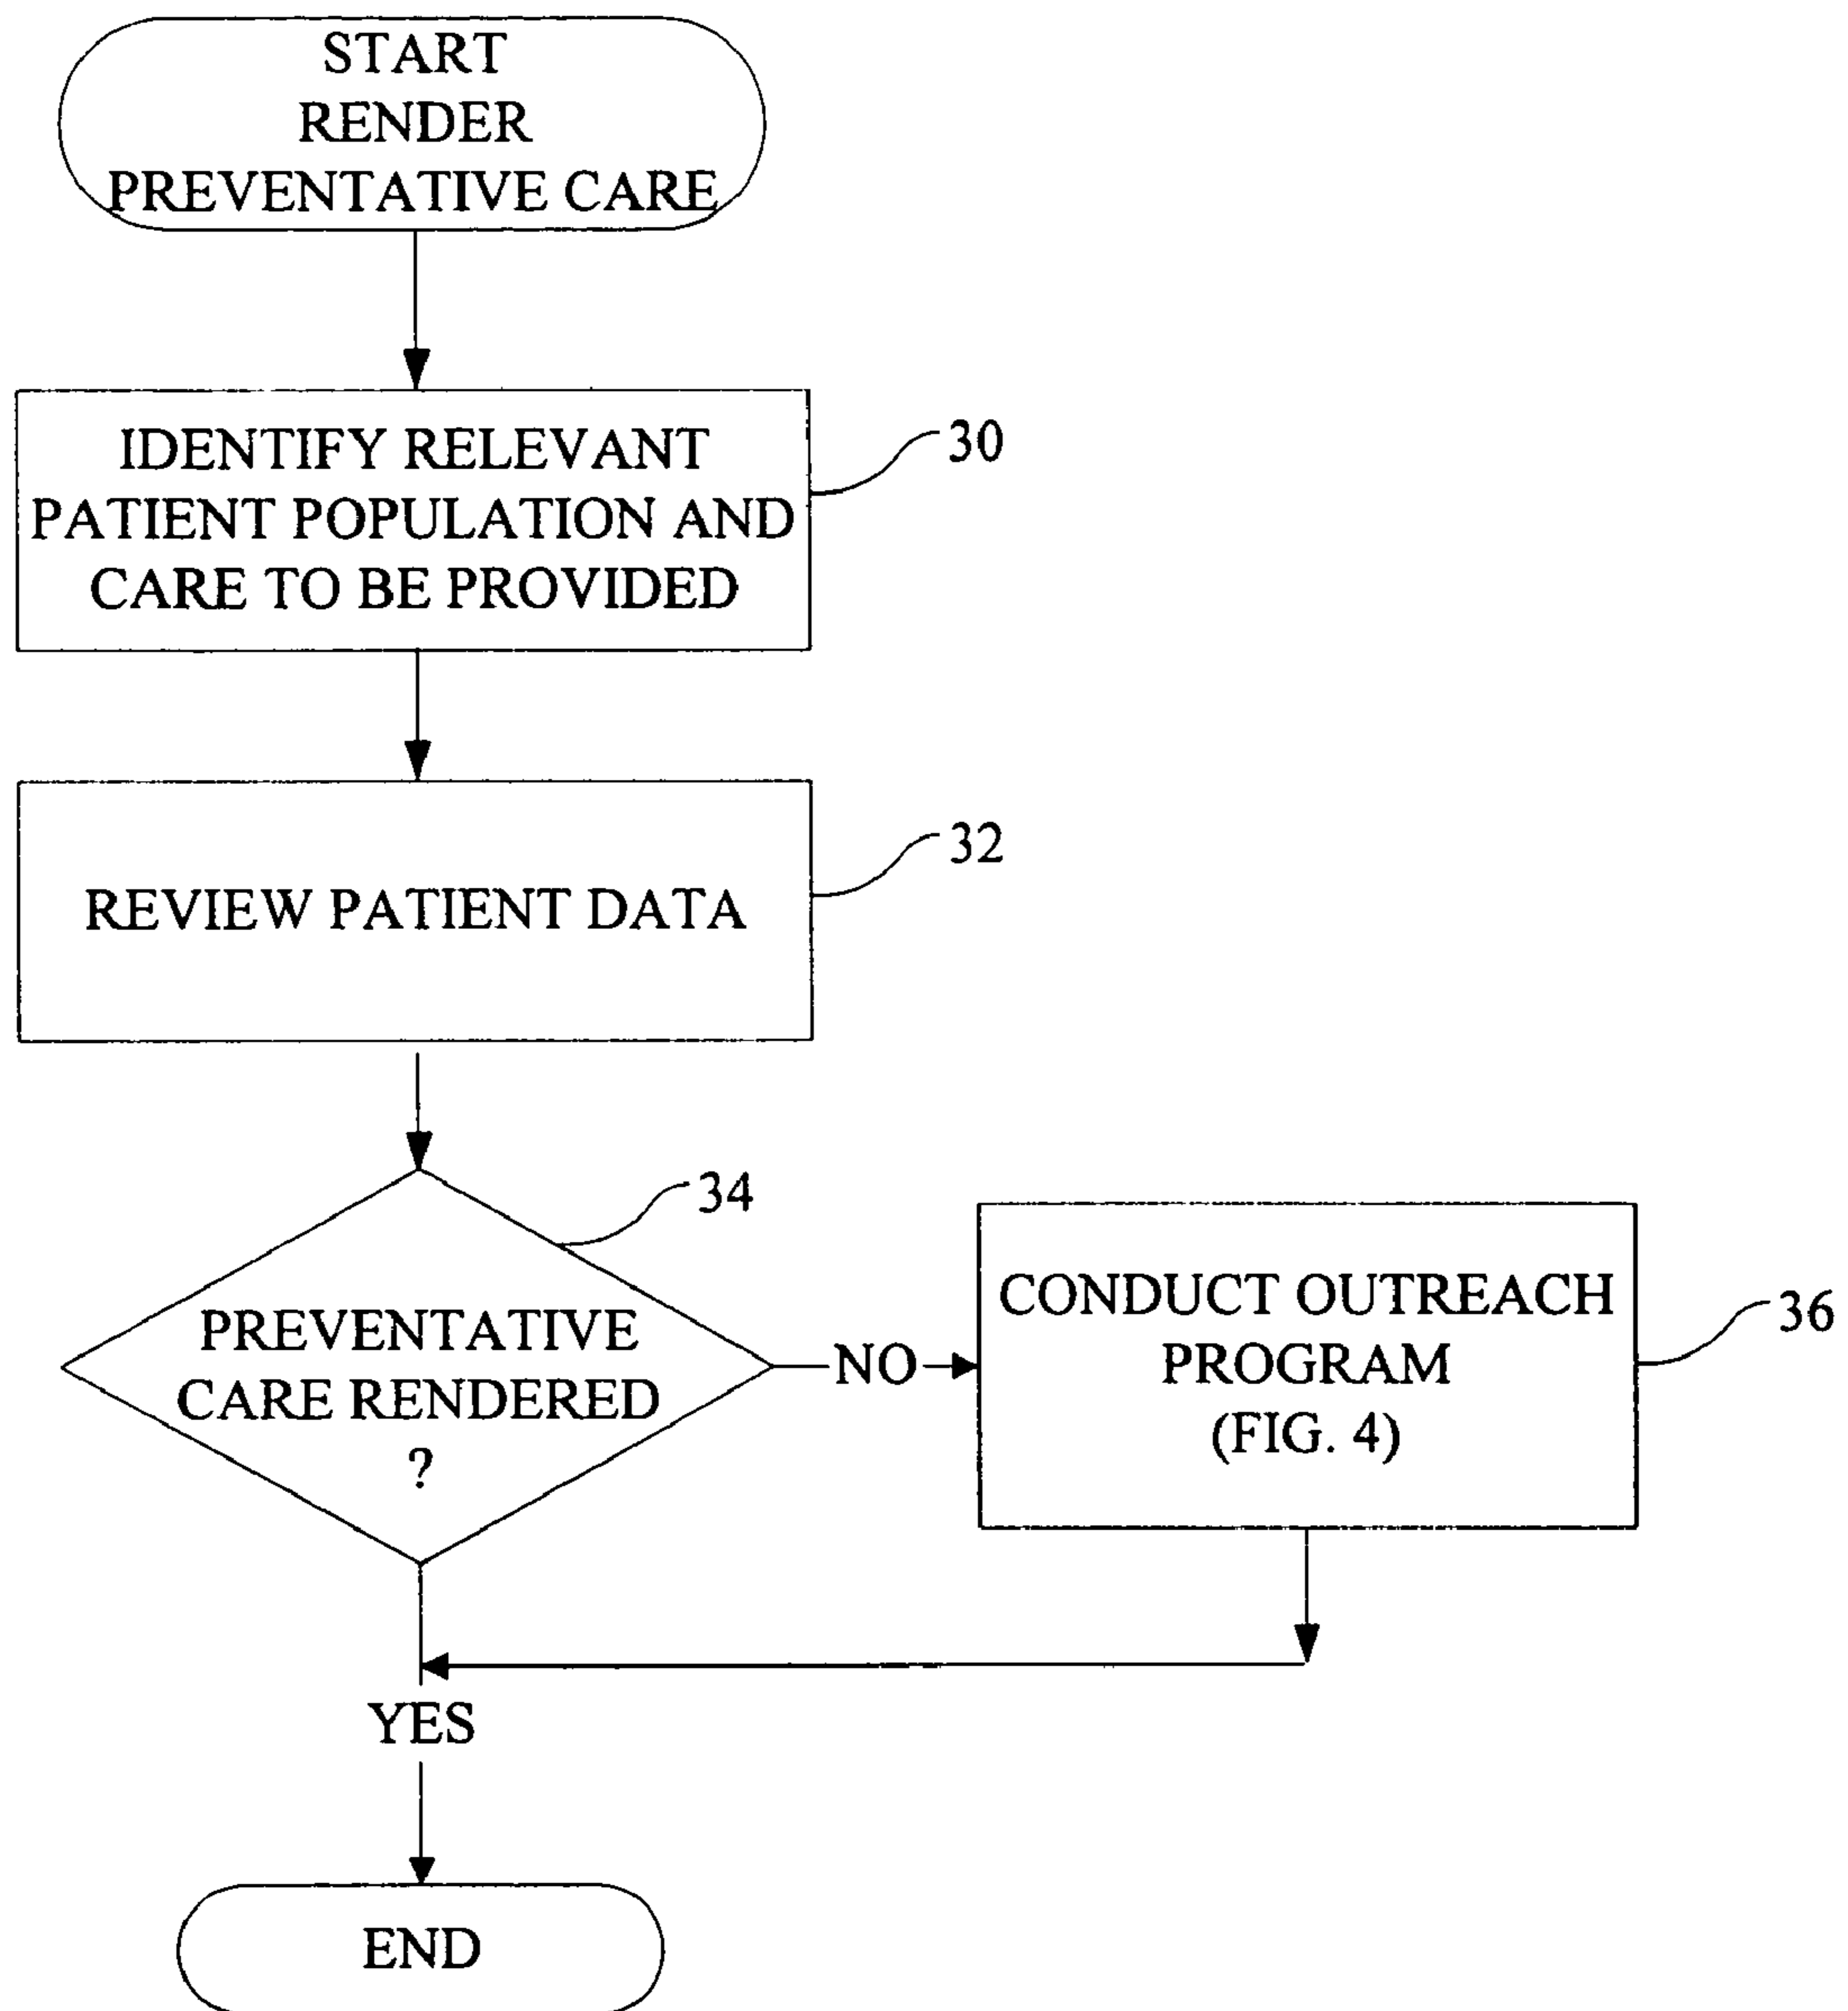 START
RENDER
PREVENTATIVE CARE
IDENTIFY RELEVANT
PATIENT POPULATION AND
CARE TO BE PROVIDED
30
REVIEW PATIENT DATA
32
34
PREVENTATIVE
CARE RENDERED
?
NO
CONDUCT OUTREACH
PROGRAM
(FIG. 4)
36
YES
END